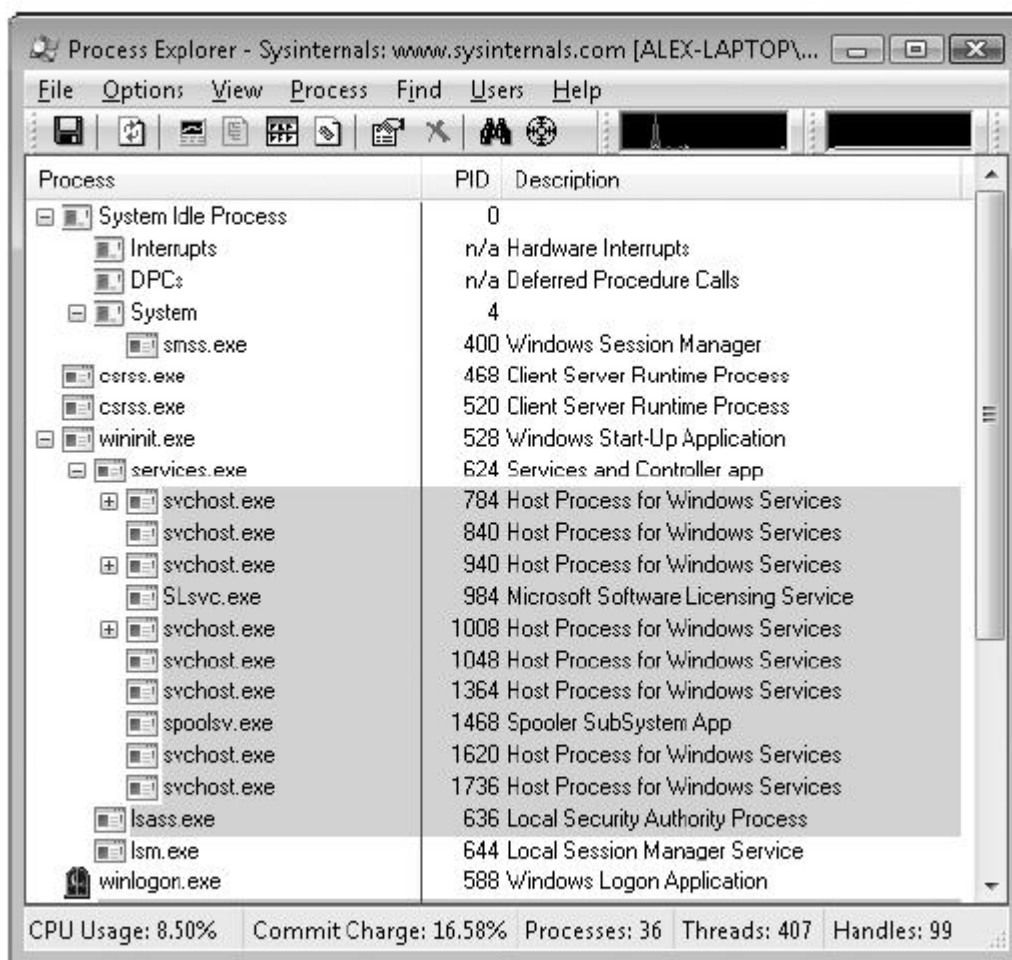 Process Explorer - Sysinternals: www.sysinternals.com [ALEX-LAPTOP\...
File Options View Process Find Users Help
Process PID Description
System Idle Process 0
Interrupts n/a Hardware Interrupts
DPCs n/a Deferred Procedure Calls
System 4
smss.exe 400 Windows Session Manager
csrss.exe 468 Client Server Runtime Process
csrss.exe 520 Client Server Runtime Process
wininit.exe 528 Windows Start-Up Application
services.exe 624 Services and Controller app
svchost.exe 784 Host Process for Windows Services
svchost.exe 840 Host Process for Windows Services
svchost.exe 940 Host Process for Windows Services
SLsvc.exe 984 Microsoft Software Licensing Service
svchost.exe 1008 Host Process for Windows Services
svchost.exe 1048 Host Process for Windows Services
svchost.exe 1364 Host Process for Windows Services
spoolsv.exe 1468 Spooler SubSystem App
svchost.exe 1620 Host Process for Windows Services
svchost.exe 1736 Host Process for Windows Services
lsass.exe 636 Local Security Authority Process
lsm.exe 644 Local Session Manager Service
winlogon.exe 588 Windows Logon Application
CPU Usage: 8.50% Commit Charge: 16.58% Processes: 36 Threads: 407 Handles: 99